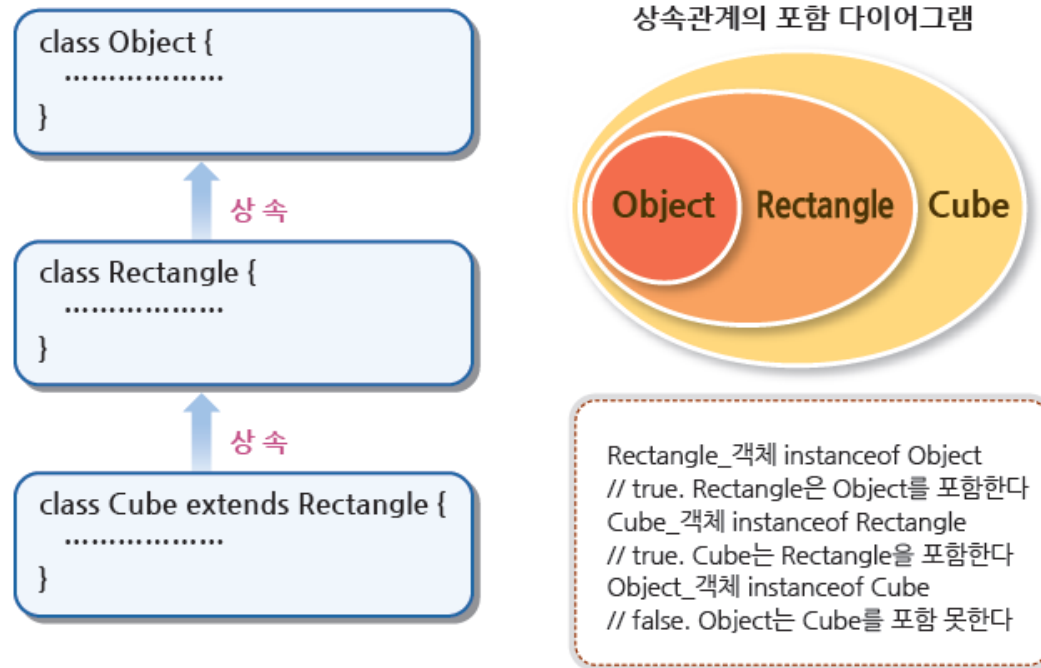 class Object {
………………
}
상 속
class Rectangle {
………………
}
상 속
class Cube extends Rectangle {
………………
}
상속관계의 포함 다이어그램
Object
Rectangle
Cube
Rectangle_객체 instanceof Object
// true. Rectangle은 Object를 포함한다
Cube_객체 instanceof Rectangle
// true. Cube는 Rectangle을 포함한다
Object_객체 instanceof Cube
// false. Object는 Cube를 포함 못한다